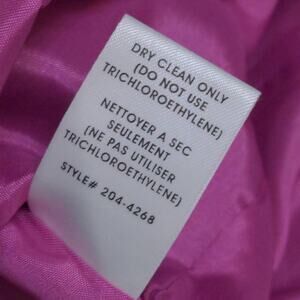 DRY CLEAN ONLY
(DO NOT USE
TRICHLOROETHYLENE)
NETTOYER A SEC
SEULEMENT
(NE PAS UTILISER
TRICHLOROETHYLENE)
STYLE# 204-4268